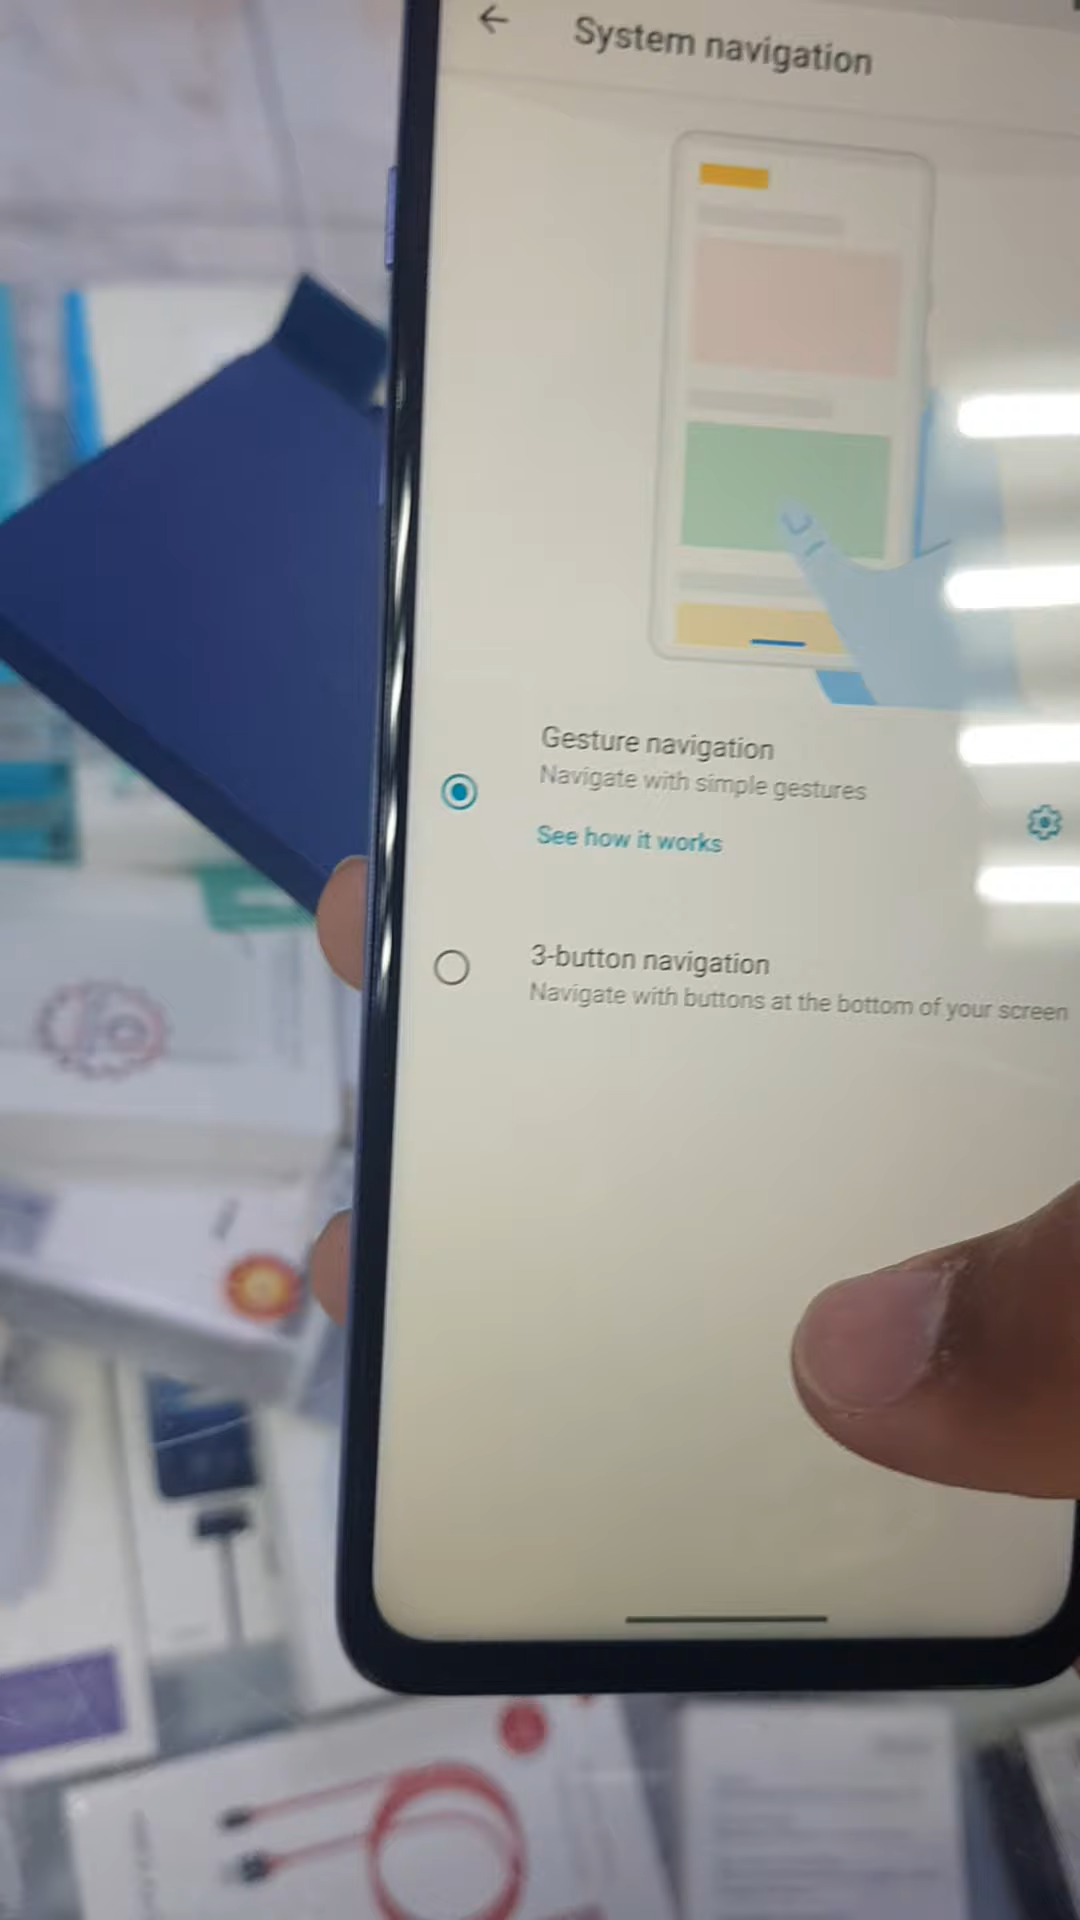 System navigation
Gesture navigation
Navigate with simple gestures
See how it works
3-button navigation
Navigate with buttons at the bottom of your screen